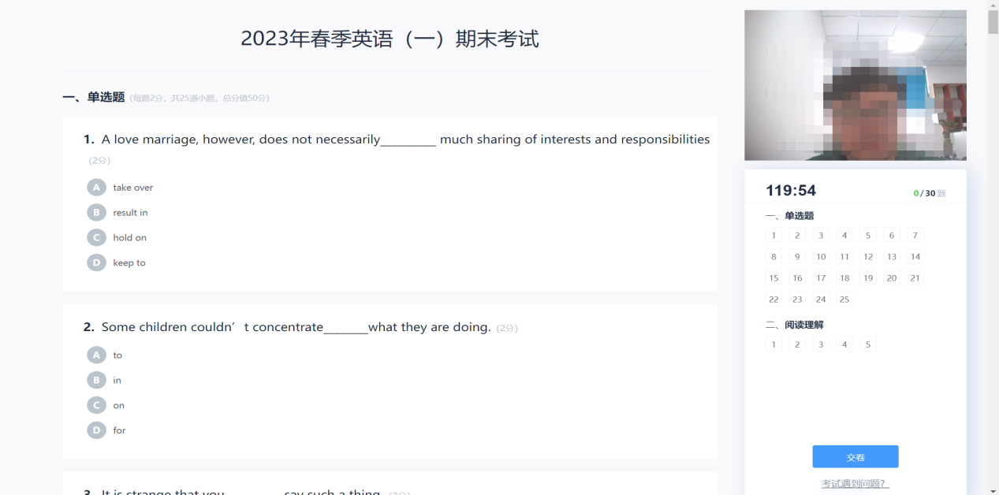 2023年春季英语（一）期末考试
一、单选题 (每题2分，共25道小题，总分值50分)
1. A love marriage, however, does not necessarily__________ much sharing of interests and responsibilities
(2分)
A take over
B result in
C hold on
D keep to
2. Some children couldn’t concentrate________what they are doing. (2分)
A to
B in
C on
D for
3. It is strange that you__________ say such a thing. (2分)
119:54
0/30 题
一、单选题
1 2 3 4 5 6 7
8 9 10 11 12 13 14
15 16 17 18 19 20 21
22 23 24 25
二、阅读理解
1 2 3 4 5
交卷
考试遇到问题？